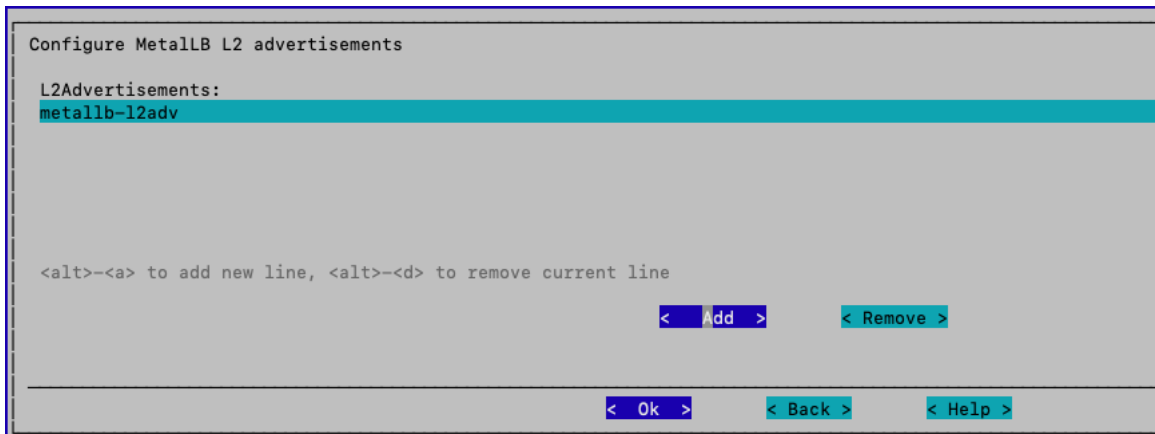 Configure MetalLB L2 advertisements
L2Advertisements:
metallb-l2adv
<alt>-<a> to add new line, <alt>-<d> to remove current line
<   Add  >  < Remove >
<  Ok  >  < Back >  < Help >